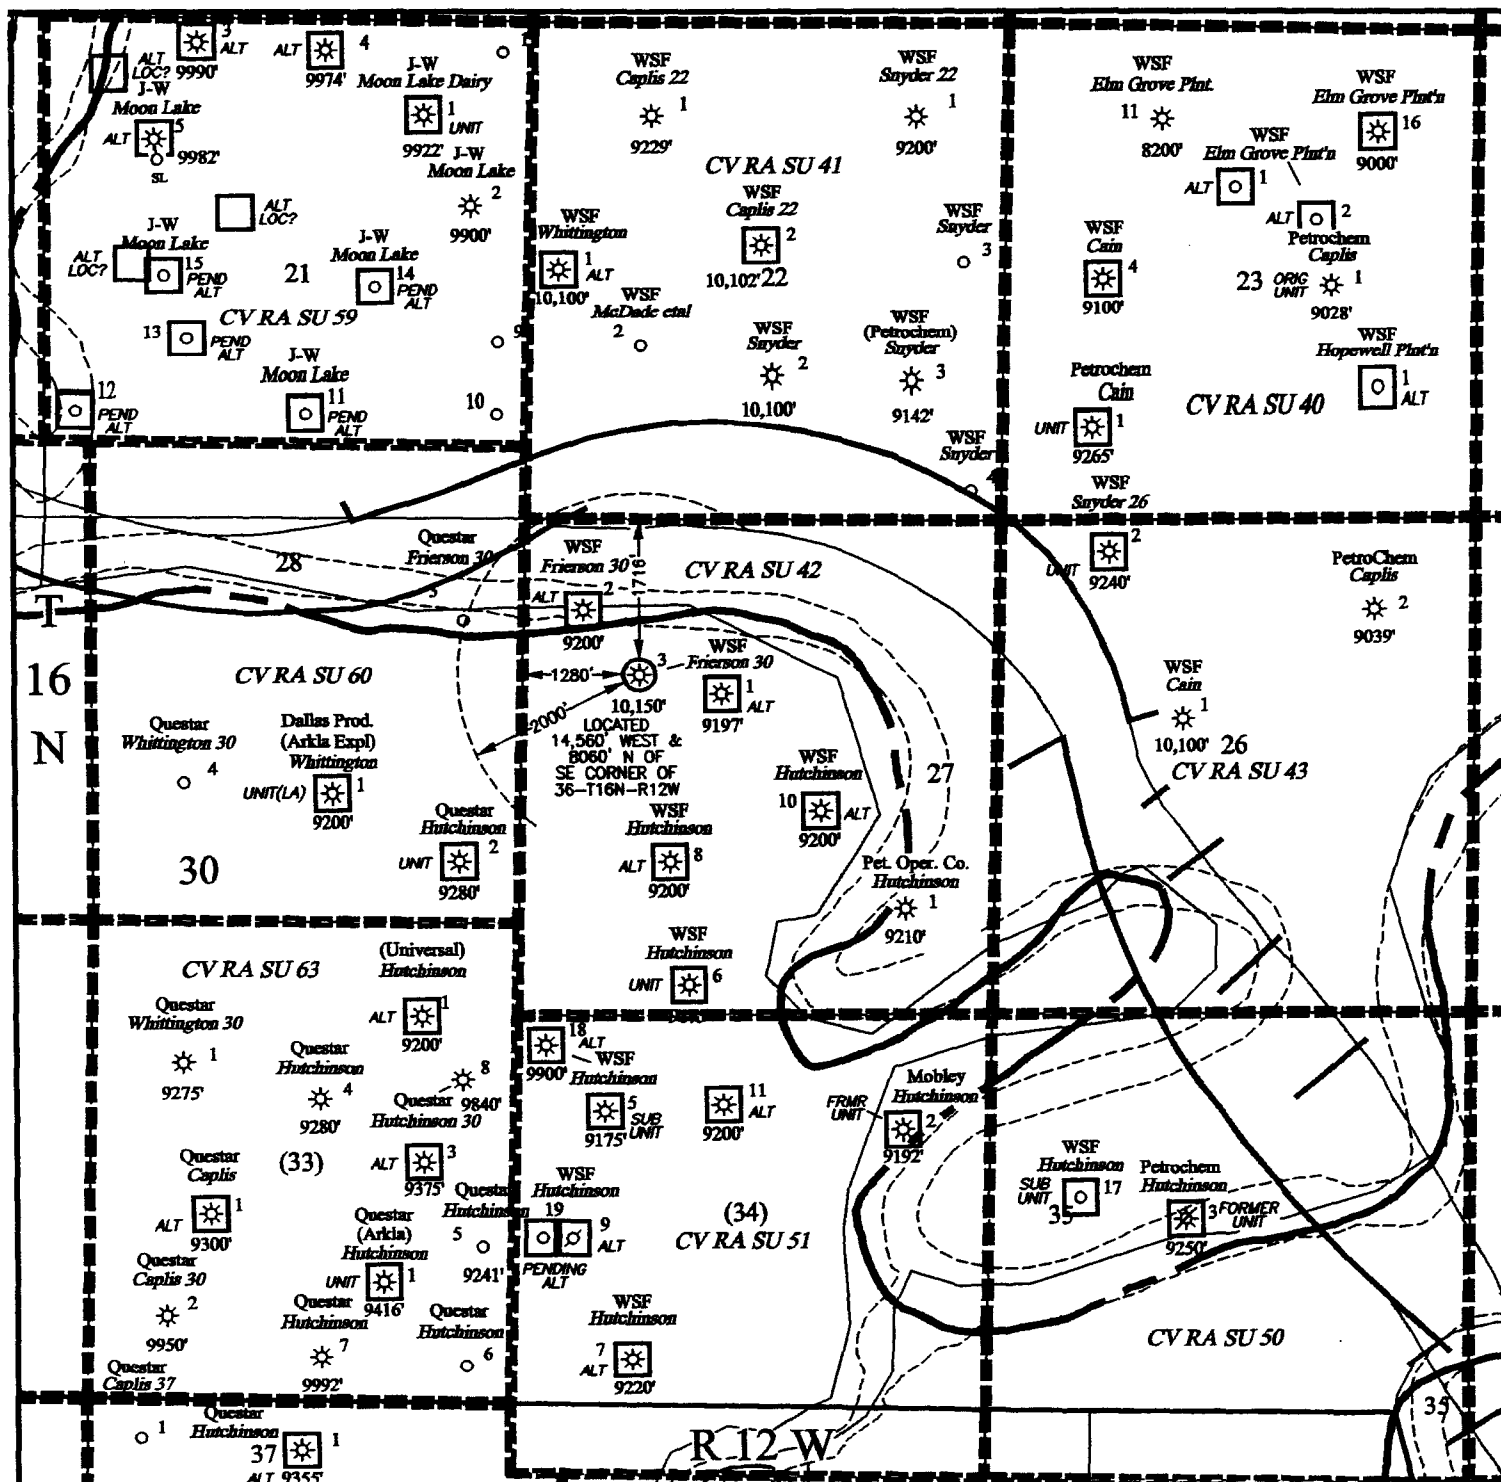 3
ALT
9990'
ALT
4
9974'
ALT
LOC?
J-W
Moon Lake
ALT
5
9982'
SL
J-W
Moon Lake Dairy
1
UNIT
9922'
J-W
Moon Lake
2
9900'
ALT
LOC?
J-W
Moon Lake
ALT
LOC?
15
PEND
ALT
21
J-W
Moon Lake
14
PEND
ALT
CV RA SU 59
13
PEND
ALT
9
J-W
Moon Lake
11
PEND
ALT
12
PEND
ALT
10
WSF
Caplis 22
1
9229'
WSF
Snyder 22
1
9200'
CV RA SU 41
WSF
Caplis 22
2
10,102'
22
WSF
Whittington
1
ALT
10,100'
WSF
Snyder
3
WSF
McDade etal
2
WSF
Snyder
2
10,100'
WSF
(Petrochem)
Snyder
3
9142'
WSF
Snyder
4
WSF
Elm Grove Plnt.
11
8200'
WSF
Elm Grove Plnt'n
16
9000'
WSF
Elm Grove Plnt'n
ALT
1
ALT
2
WSF
Cain
4
9100'
Petrochem
Caplis
23
ORIG
UNIT
1
9028'
WSF
Hopewell Plnt'n
1
ALT
Petrochem
Cain
UNIT
1
9265'
CV RA SU 40
WSF
Snyder 26
2
UNIT
9240'
PetroChem
Caplis
2
9039'
WSF
Cain
1
10,100'
26
CV RA SU 43
T
16
N
28
Questar
Frierson 30
CV RA SU 60
Questar
Whittington 30
4
Dallas Prod.
(Arkla Expl)
Whittington
UNIT(LA)
1
9200'
30
Questar
Hutchinson
UNIT
2
9280'
WSF
Frierson 30
ALT
2
9200'
1716'
CV RA SU 42
1280'
2000'
3
WSF
Frierson 30
10,150'
1
ALT
9197'
LOCATED
14,560' WEST &
8060' N OF
SE CORNER OF
36-T16N-R12W
27
WSF
Hutchinson
10
ALT
9200'
WSF
Hutchinson
ALT
8
9200'
Pet. Oper. Co.
Hutchinson
1
9210'
WSF
Hutchinson
UNIT
6
CV RA SU 63
(Universal)
Hutchinson
ALT
1
9200'
Questar
Whittington 30
1
9275'
Questar
Hutchinson
4
9280'
8
9840'
Questar
Hutchinson 30
(33)
ALT
3
9375'
Questar
Caplis
ALT
1
9300'
Questar
Hutchinson
5
9241'
Questar
(Arkla)
Hutchinson
UNIT
1
9416'
Questar
Caplis 30
2
9950'
Questar
Hutchinson
7
9992'
Questar
Hutchinson
6
Questar
Caplis 37
1
Questar
Hutchinson
37
1
ALT
9355'
18
ALT
9900'
WSF
Hutchinson
5
SUB
UNIT
9175'
11
ALT
9200'
Mobley
Hutchinson
FRMR
UNIT
2
9192'
WSF
Hutchinson
19
9
ALT
PENDING
ALT
(34)
CV RA SU 51
WSF
Hutchinson
7
ALT
9220'
WSF
Hutchinson
SUB
UNIT
17
35
Petrochem
Hutchinson
3
FORMER
UNIT
9250'
CV RA SU 50
35
R 12 W